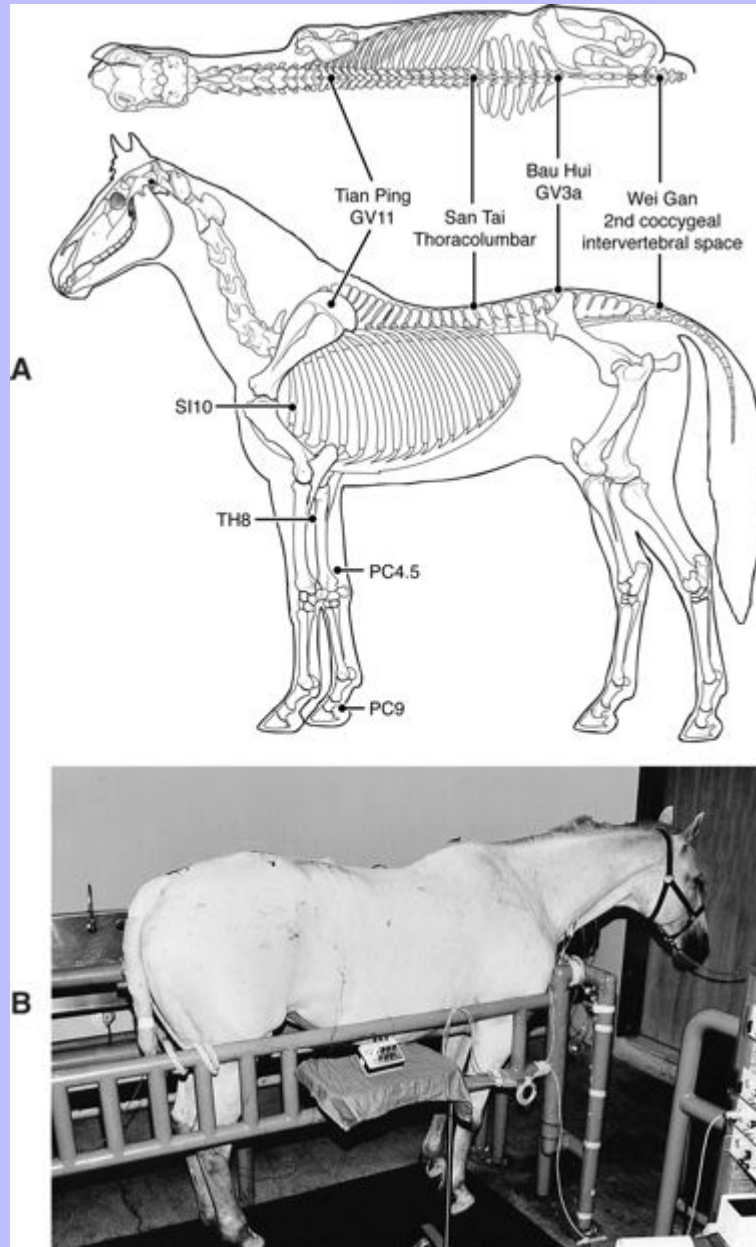 Tian Ping
GV11
San Tai
Thoracolumbar
Bau Hui
GV3a
Wei Gan
2nd coccygeal
intervertebral space
A
SI10
TH8
PC4.5
PC9
B